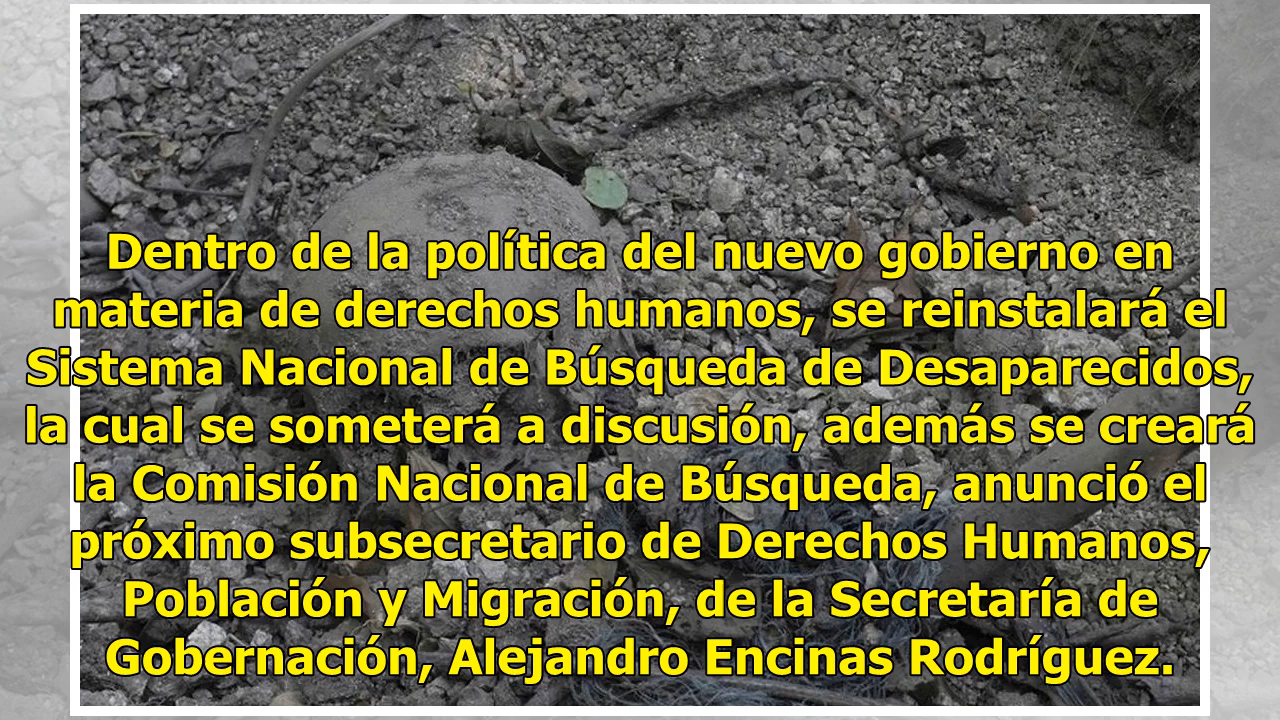 Dentro de la política del nuevo gobierno en
materia de derechos humanos, se reinstalará el
Sistema Nacional de Búsqueda de Desaparecidos,
la cual se someterá a discusión, además se creará
la Comisión Nacional de Búsqueda, anunció el
próximo subsecretario de Derechos Humanos,
Población y Migración, de la Secretaría de
Gobernación, Alejandro Encinas Rodríguez.